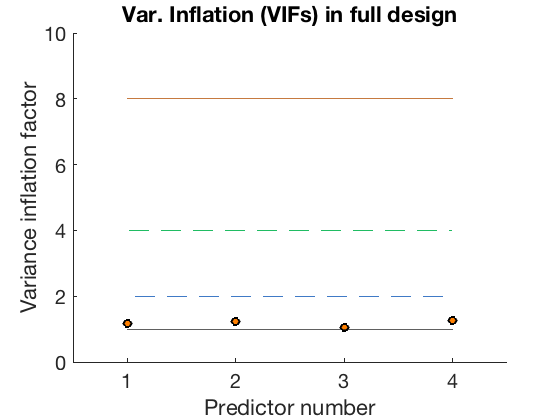 Var. Inflation (VIFs) in full design
10
8
6
4
2
0
Variance inflation factor
1 2 3 4
Predictor number